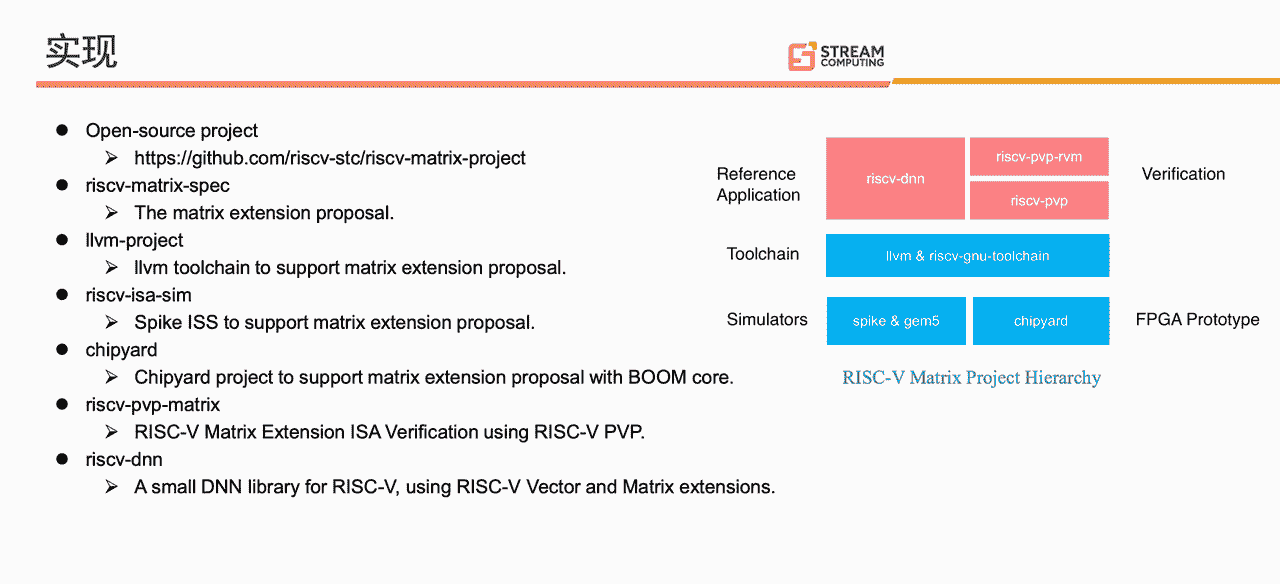 实现
STREAM
COMPUTING
Open-source project
https://github.com/riscv-stc/riscv-matrix-project
riscv-matrix-spec
The matrix extension proposal.
llvm-project
llvm toolchain to support matrix extension proposal.
riscv-isa-sim
Spike ISS to support matrix extension proposal.
chipyard
Chipyard project to support matrix extension proposal with BOOM core.
riscv-pvp-matrix
RISC-V Matrix Extension ISA Verification using RISC-V PVP.
riscv-dnn
A small DNN library for RISC-V, using RISC-V Vector and Matrix extensions.
Reference
Application
riscv-dnn
riscv-pvp-rvm
riscv-pvp
Verification
Toolchain
llvm & riscv-gnu-toolchain
Simulators
spike & gem5
chipyard
FPGA Prototype
RISC-V Matrix Project Hierarchy